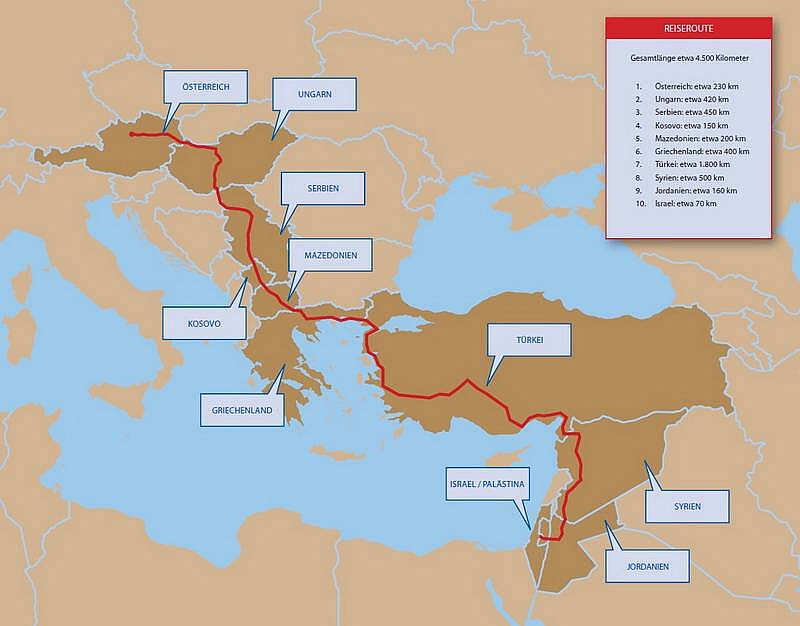 REISEROUTE
Gesamtlänge etwa 4.500 Kilometer
1. Österreich: etwa 230 km
2. Ungarn: etwa 420 km
3. Serbien: etwa 450 km
4. Kosovo: etwa 150 km
5. Mazedonien: etwa 200 km
6. Griechenland: etwa 400 km
7. Türkei: etwa 1.800 km
8. Syrien: etwa 500 km
9. Jordanien: etwa 160 km
10. Israel: etwa 70 km
ÖSTERREICH
UNGARN
SERBIEN
MAZEDONIEN
KOSOVO
TÜRKEI
GRIECHENLAND
ISRAEL / PALÄSTINA
SYRIEN
JORDANIEN